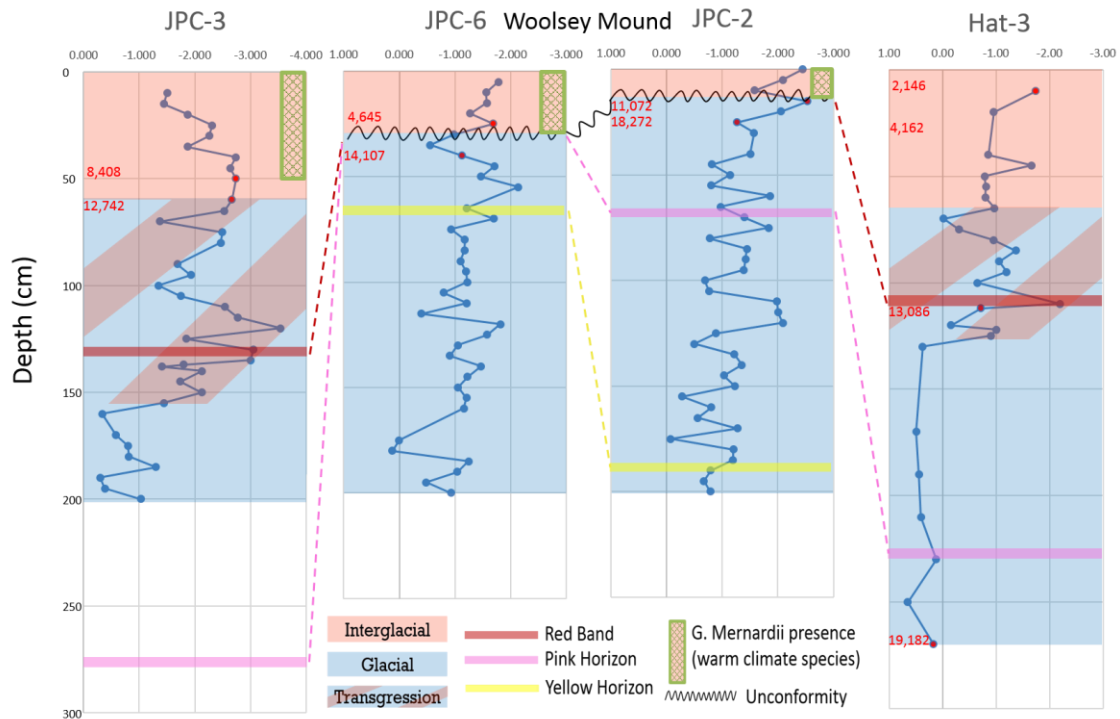 JPC-3
JPC-6
Woolsey Mound
JPC-2
Hat-3
0.000 -1.000 -2.000 -3.000 -4.000
1.000 0.000 -1.000 -2.000 -3.000
1.000 0.000 -1.000 -2.000 -3.000
1.00 0.00 -1.00 -2.00 -3.00
Depth (cm)
0
50
100
150
200
250
300
8,408
12,742
4,645
14,107
11,072
18,272
2,146
4,162
13,086
19,182
Interglacial
Glacial
Transgression
Red Band
Pink Horizon
Yellow Horizon
G. Mernardii presence
(warm climate species)
Unconformity